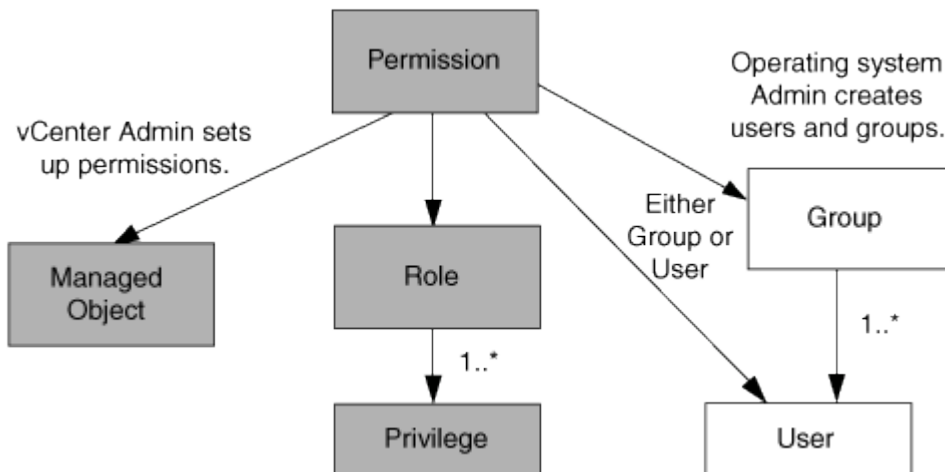 Permission
Operating system
Admin creates
users and groups.
vCenter Admin sets
up permissions.
Either
Group or
User
Group
Managed
Object
Role
1..*
1..*
Privilege
User